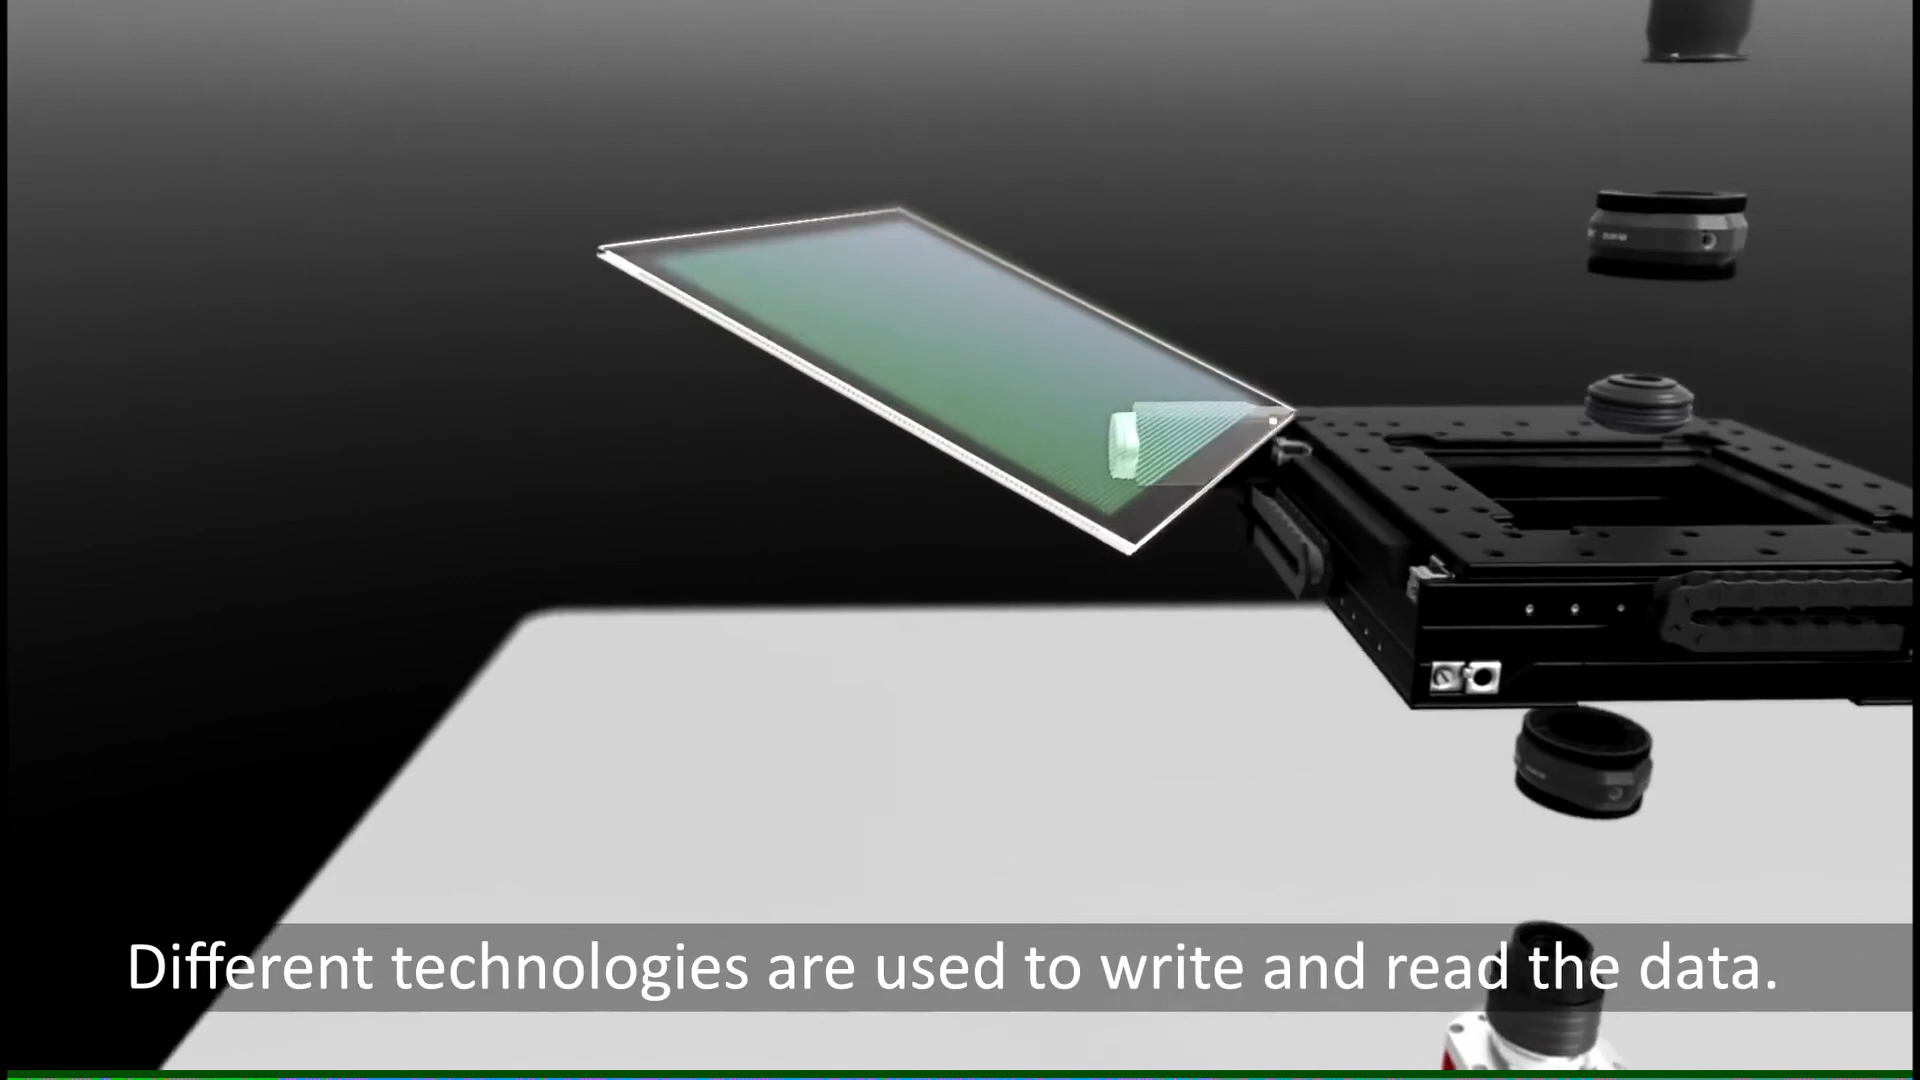 Different technologies are used to write and read the data.